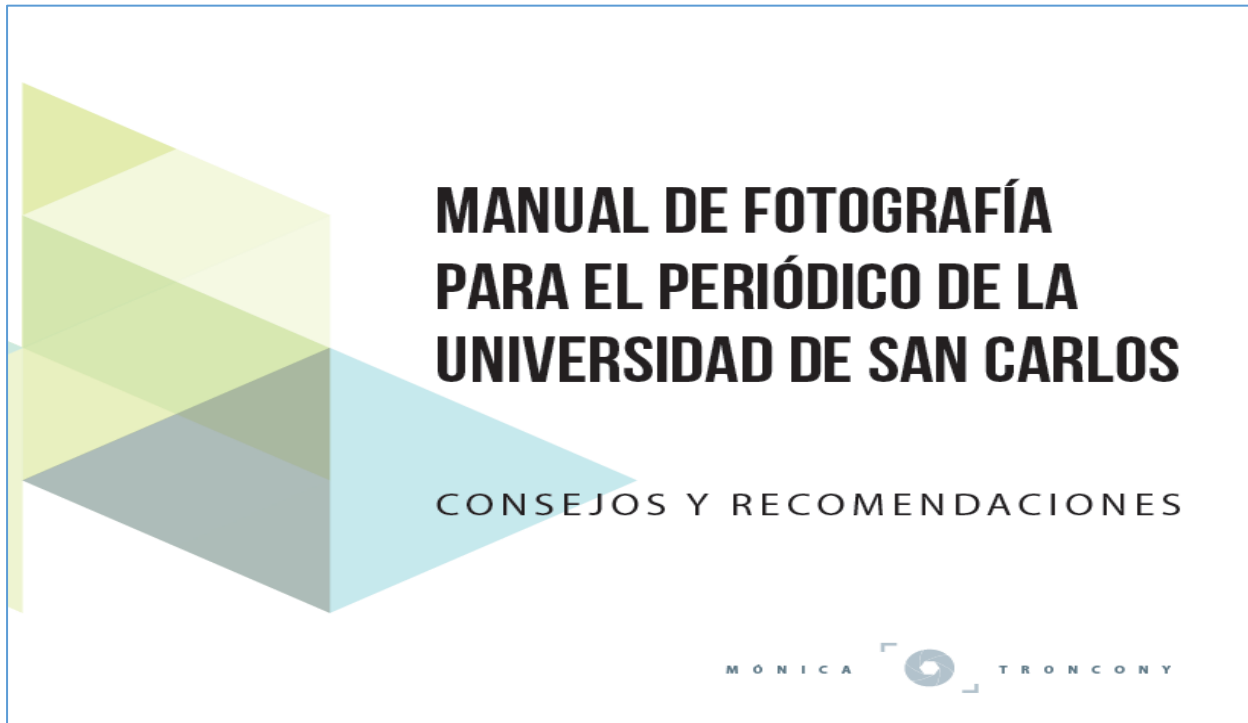 MANUAL DE FOTOGRAFÍA
PARA EL PERIÓDICO DE LA
UNIVERSIDAD DE SAN CARLOS
CONSEJOS Y RECOMENDACIONES
MÓNICA TRONCONY